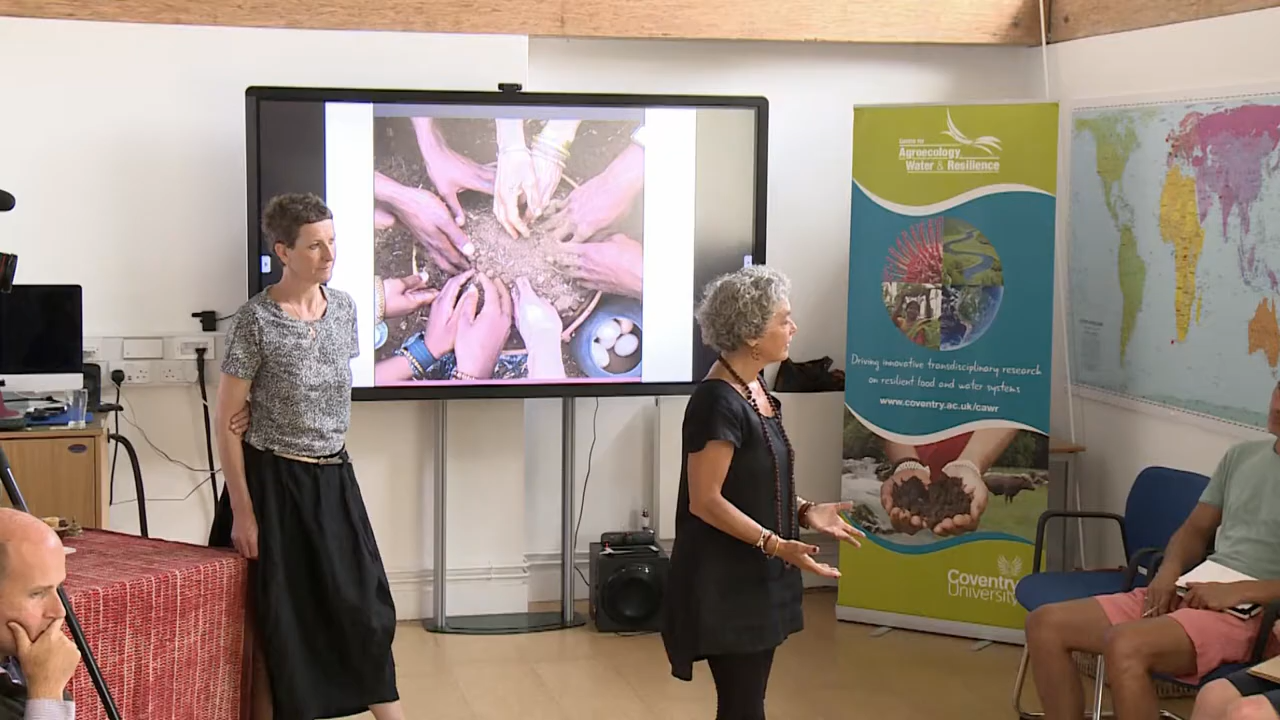 Centre for
Agroecology
Water & Resilience
Driving innovative transdisciplinary research
on resilient food and water systems
www.coventry.ac.uk/cawr
Coventry
University